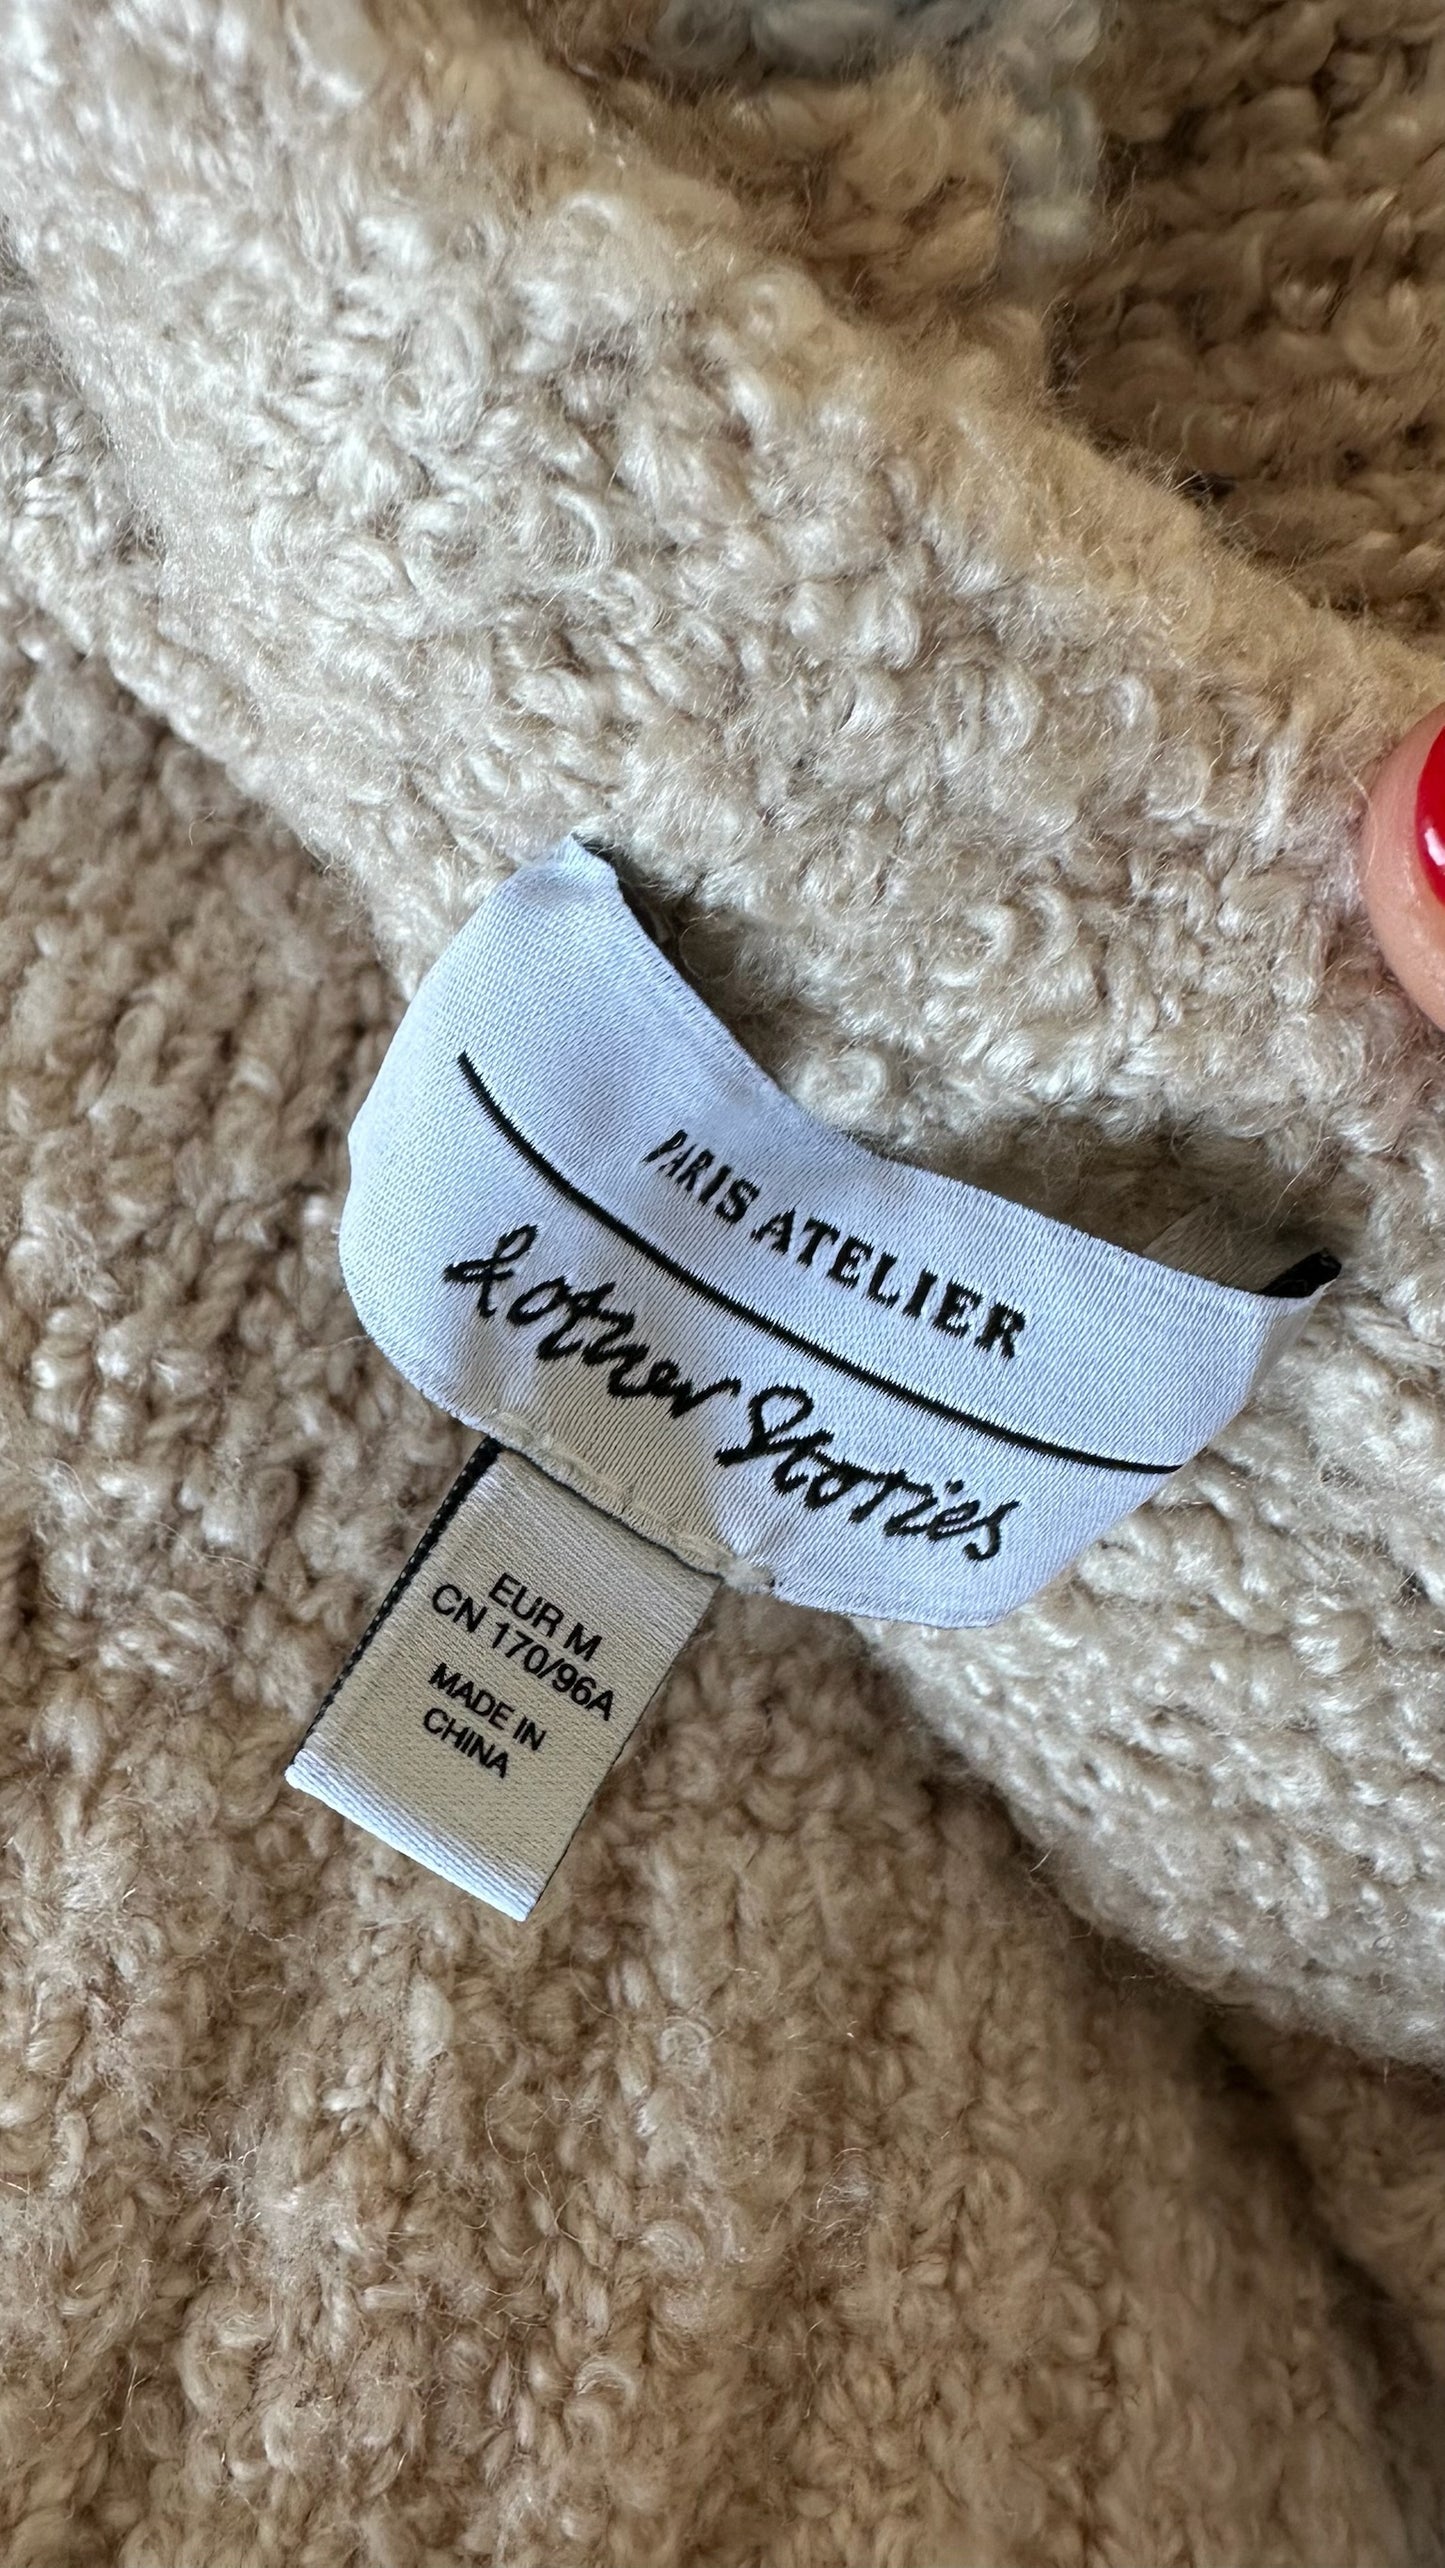 PARIS ATELIER
& other Stories
EUR M
CN 170/96A
MADE IN
CHINA